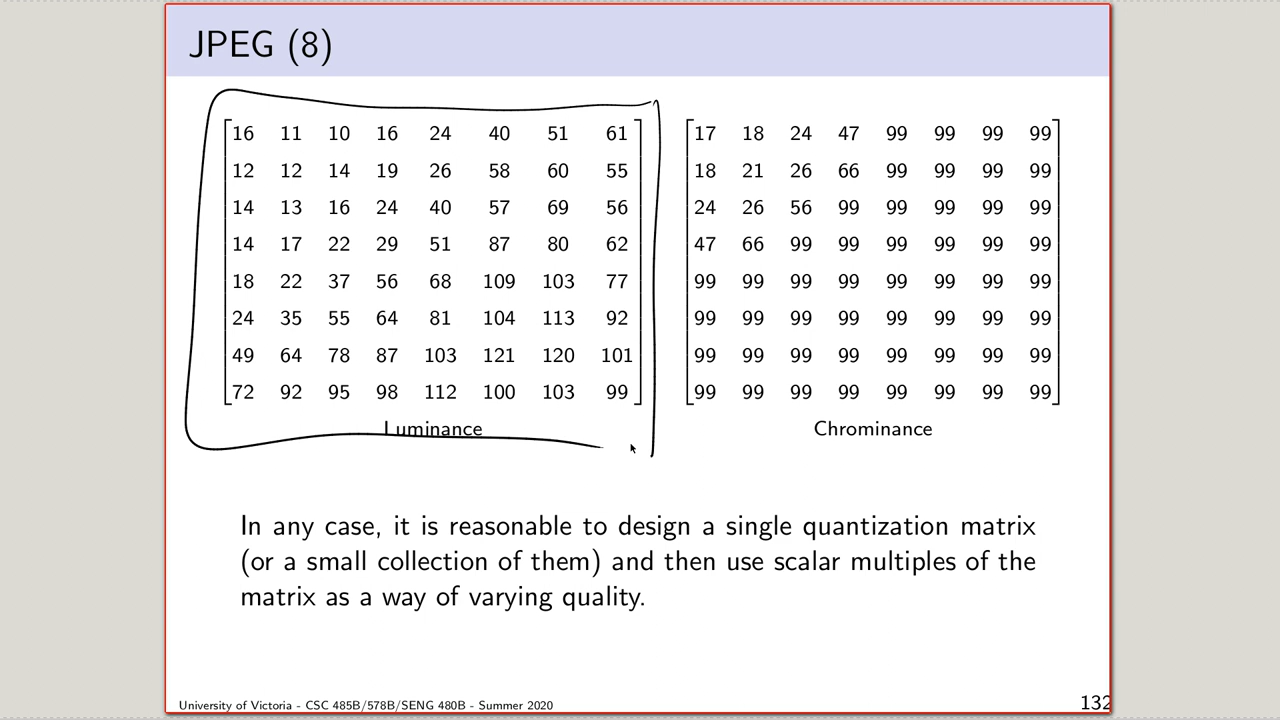 JPEG (8)
16 11 10 16 24 40 51 61
12 12 14 19 26 58 60 55
14 13 16 24 40 57 69 56
14 17 22 29 51 87 80 62
18 22 37 56 68 109 103 77
24 35 55 64 81 104 113 92
49 64 78 87 103 121 120 101
72 92 95 98 112 100 103 99
Luminance
17 18 24 47 99 99 99 99
18 21 26 66 99 99 99 99
24 26 56 99 99 99 99 99
47 66 99 99 99 99 99 99
99 99 99 99 99 99 99 99
99 99 99 99 99 99 99 99
99 99 99 99 99 99 99 99
99 99 99 99 99 99 99 99
Chrominance
In any case, it is reasonable to design a single quantization matrix
(or a small collection of them) and then use scalar multiples of the
matrix as a way of varying quality.
University of Victoria - CSC 485B/578B/SENG 480B - Summer 2020
132